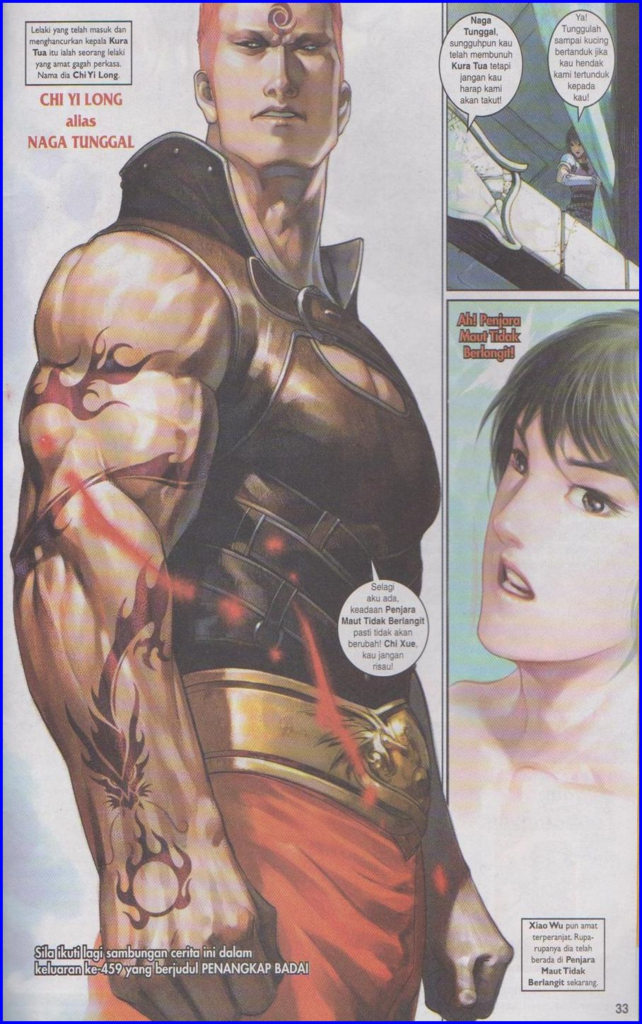 Lelaki yang telah masuk dan
menghancurkan kepala Kura
Tua ialah seorang lelaki
yang amat gagah perkasa.
Nama dia Chi Yi Long.
CHI YI LONG
alias
NAGA TUNGGAL
Naga
Tunggal,
sungguhpun kau
telah membunuh
Kura Tua tetapi
jangan kau
harap kami
akan takut!
Ya!
Tunggulah
sampai kucing
bertanduk jika
kau hendak
kami tertunduk
kepada
kau!
Ah! Penjara
Maut Tidak
Berlangit!
Selagi
aku ada,
keadaan Penjara
Maut Tidak Berlangit
pasti tidak akan
berubah! Chi Xue,
kau jangan
risau!
Xiao Wu pun amat
terperanjat. Rupa-
rupanya dia telah
berada di Penjara
Maut Tidak
Berlangit sekarang.
Sila ikuti lagi sambungan cerita ini dalam
keluaran ke-459 yang berjudul PENANGKAP BADAI
33